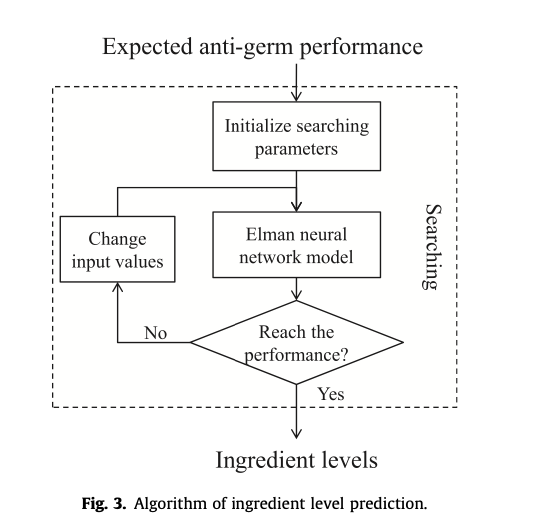 Expected anti-germ performance
Initialize searching
parameters
Change
input values
Elman neural
network model
Searching
Reach the
performance?
No
Yes
Ingredient levels
Fig. 3. Algorithm of ingredient level prediction.